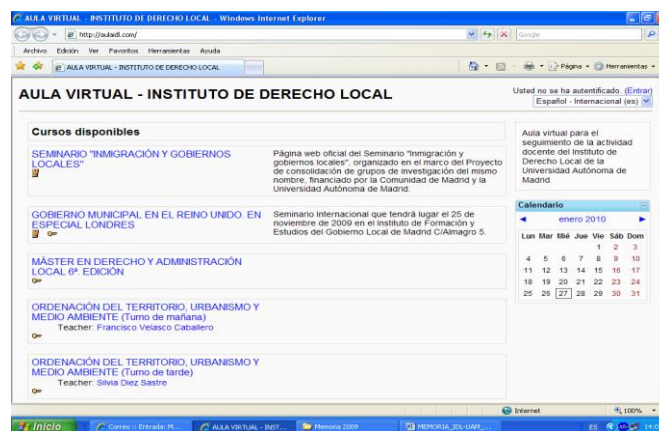 AULA VIRTUAL - INSTITUTO DE DERECHO LOCAL - Windows Internet Explorer
http://aulaidl.com/
Google
Archivo Edición Ver Favoritos Herramientas Ayuda
AULA VIRTUAL - INSTITUTO DE DERECHO LOCAL
Página Herramientas
AULA VIRTUAL - INSTITUTO DE DERECHO LOCAL
Usted no se ha autentificado. (Entrar)
Español - Internacional (es)
Cursos disponibles
SEMINARIO "INMIGRACIÓN Y GOBIERNOS
LOCALES"
Página web oficial del Seminario "Inmigración y
gobiernos locales", organizado en el marco del Proyecto
de consolidación de grupos de investigación del mismo
nombre, financiado por la Comunidad de Madrid y la
Universidad Autónoma de Madrid.
GOBIERNO MUNICIPAL EN EL REINO UNIDO. EN
ESPECIAL LONDRES
Seminario Internacional que tendrá lugar el 25 de
noviembre de 2009 en el Instituto de Formación y
Estudios del Gobierno Local de Madrid C/Almagro 5.
MÁSTER EN DERECHO Y ADMINISTRACIÓN
LOCAL 6ª. EDICIÓN
ORDENACIÓN DEL TERRITORIO, URBANISMO Y
MEDIO AMBIENTE (Turno de mañana)
Teacher: Francisco Velasco Caballero
ORDENACIÓN DEL TERRITORIO, URBANISMO Y
MEDIO AMBIENTE (Turno de tarde)
Teacher: Silvia Diez Sastre
Aula virtual para el
seguimiento de la actividad
docente del Instituto de
Derecho Local de la
Universidad Autónoma de
Madrid.
Calendario
enero 2010
Lun Mar Mié Jue Vie Sáb Dom
1 2 3
4 5 6 7 8 9 10
11 12 13 14 15 16 17
18 19 20 21 22 23 24
25 26 27 28 29 30 31
Internet 100%
Inicio Correo :: Entrada: M... AULA VIRTUAL - INST... Memoria 2009 MEMORIA_IDL-UAM_... ES